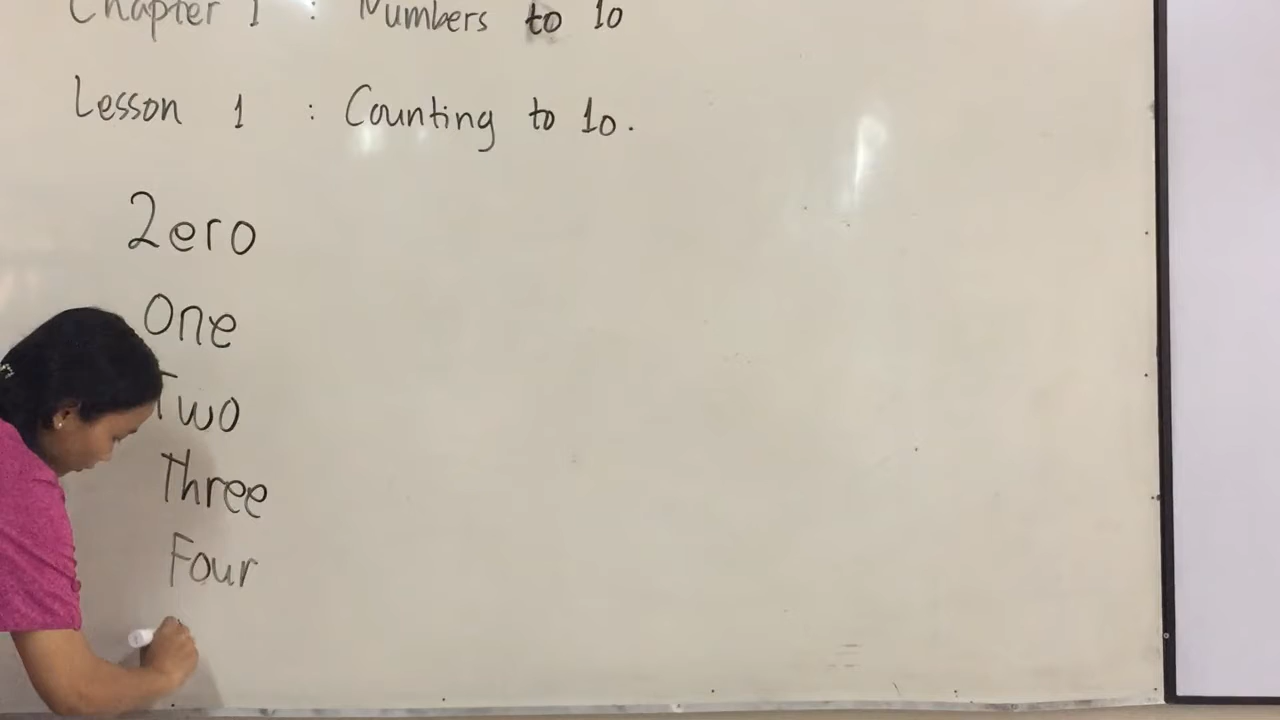 Chapter 1 : Numbers to 10
Lesson 1 : Counting to 10.
Zero
One
Two
Three
Four